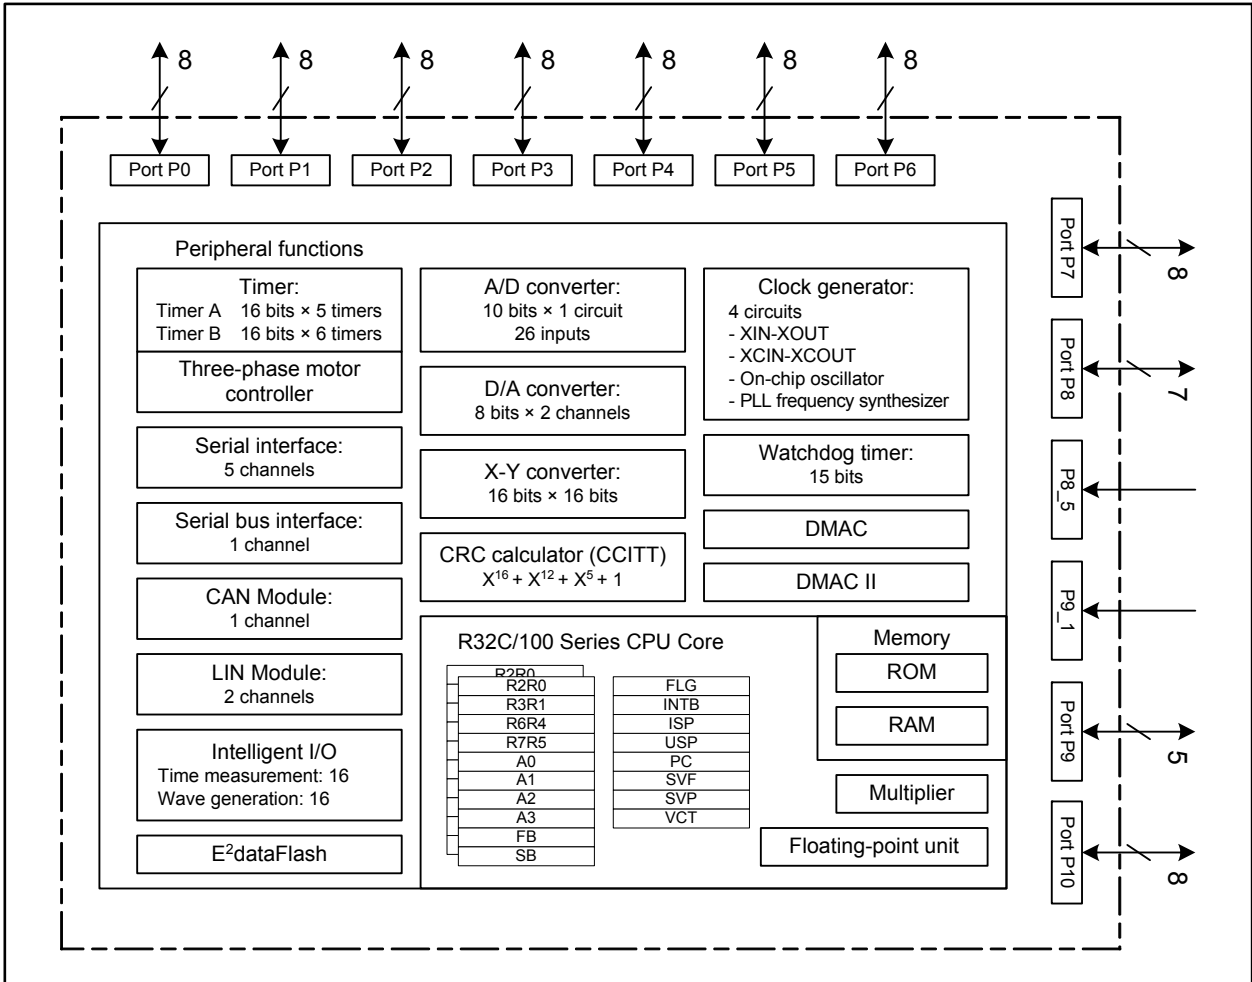 8
8
8
8
8
8
8
Port P0
Port P1
Port P2
Port P3
Port P4
Port P5
Port P6
Peripheral functions
Timer:
Timer A 16 bits × 5 timers
Timer B 16 bits × 6 timers
Three-phase motor
controller
Serial interface:
5 channels
Serial bus interface:
1 channel
CAN Module:
1 channel
LIN Module:
2 channels
Intelligent I/O
Time measurement: 16
Wave generation: 16
E²dataFlash
A/D converter:
10 bits × 1 circuit
26 inputs
D/A converter:
8 bits × 2 channels
X-Y converter:
16 bits × 16 bits
CRC calculator (CCITT)
X¹⁶ + X¹² + X⁵ + 1
Clock generator:
4 circuits
- XIN-XOUT
- XCIN-XCOUT
- On-chip oscillator
- PLL frequency synthesizer
Watchdog timer:
15 bits
DMAC
DMAC II
R32C/100 Series CPU Core
R2R0
R2R0
R3R1
R6R4
R7R5
A0
A1
A2
A3
FB
SB
FLG
INTB
ISP
USP
PC
SVF
SVP
VCT
Memory
ROM
RAM
Multiplier
Floating-point unit
Port P7
8
Port P8
7
P8_5
P9_1
Port P9
5
Port P10
8